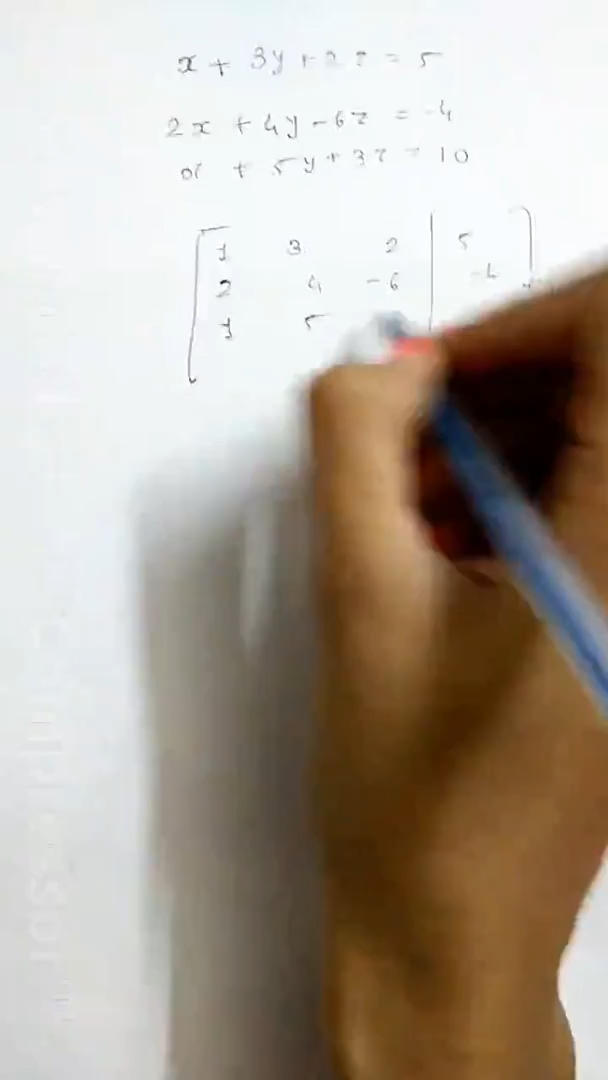 x + 3y + 2z = 5
2x + 4y - 6z = -4
x + 5y + 3z = 10
1 3 2 | 5
2 4 -6 | -4
1 5